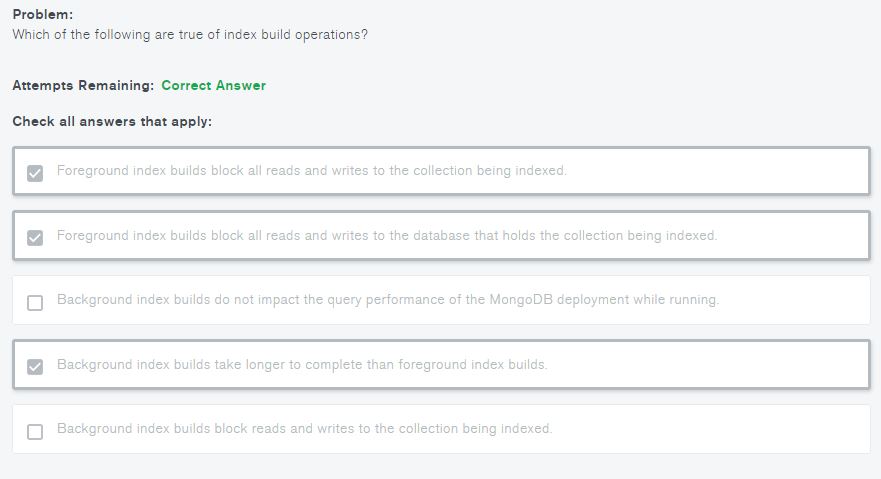 Problem:
Which of the following are true of index build operations?
Attempts Remaining: Correct Answer
Check all answers that apply:
Foreground index builds block all reads and writes to the collection being indexed.
Foreground index builds block all reads and writes to the database that holds the collection being indexed.
Background index builds do not impact the query performance of the MongoDB deployment while running.
Background index builds take longer to complete than foreground index builds.
Background index builds block reads and writes to the collection being indexed.